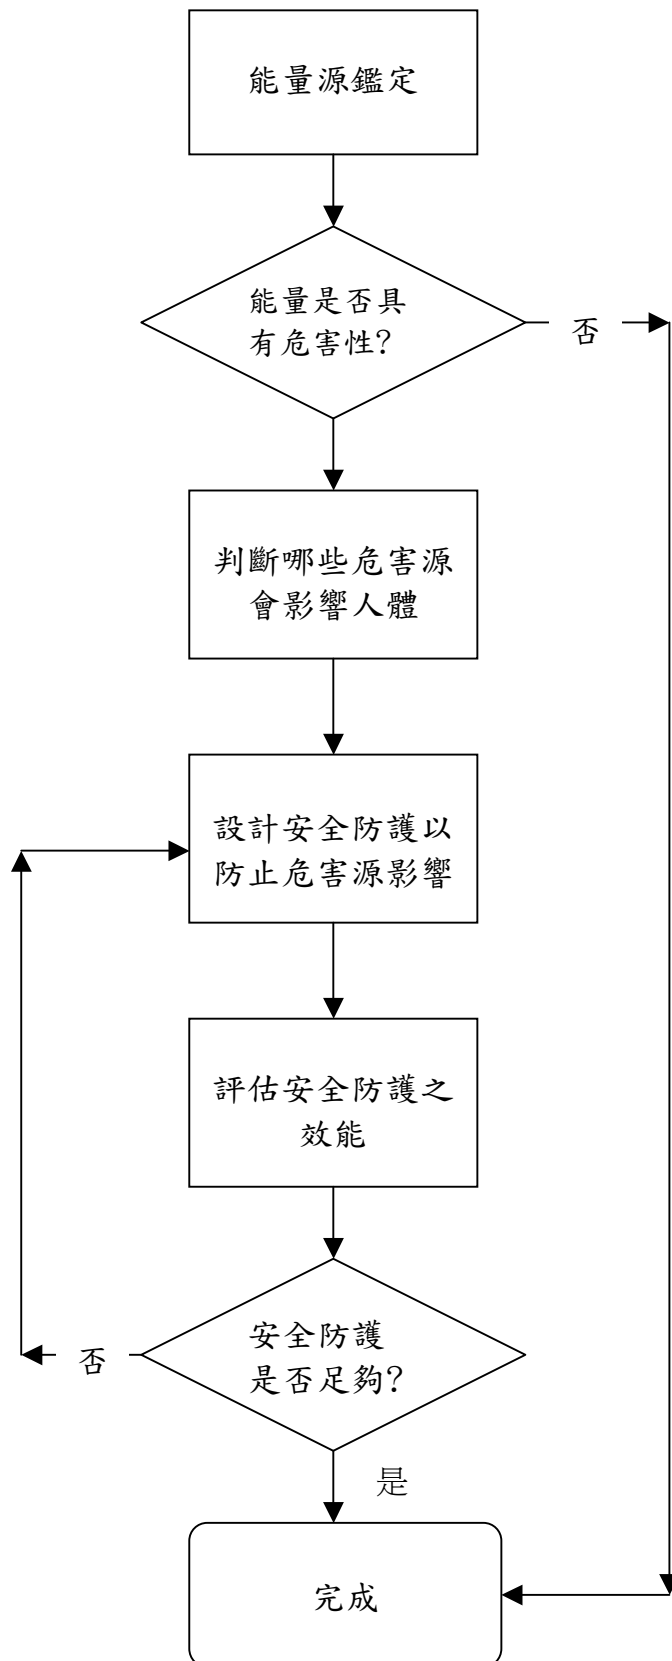 能量源鑑定
能量是否具
有危害性?
否
判斷哪些危害源
會影響人體
設計安全防護以
防止危害源影響
評估安全防護之
效能
安全防護
是否足夠?
否
是
完成